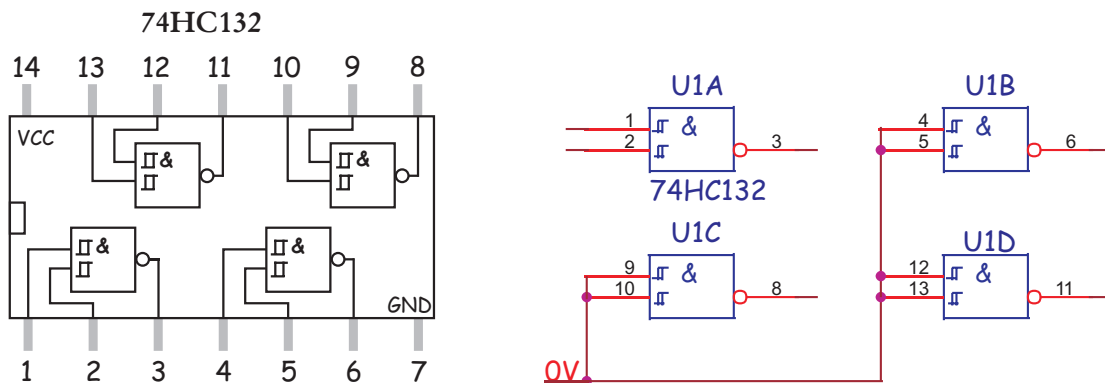 74HC132
14 13 12 11 10 9 8
VCC
& &
& &
GND
1 2 3 4 5 6 7
U1A U1B
1 & 3 4 & 6
2 5
74HC132
U1C U1D
9 & 8 12 & 11
10 13
0V